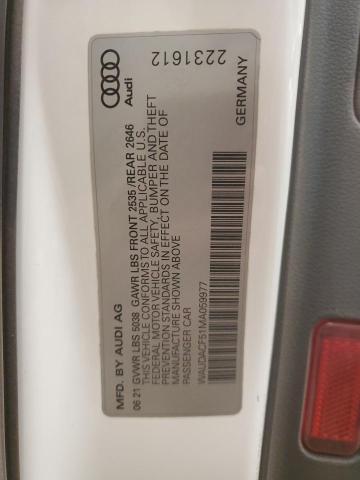 Audi
2231612
GERMANY
MFD. BY AUDI AG
06 21 GVWR LBS 5038 GAWR LBS FRONT 2535 /REAR 2646
THIS VEHICLE CONFORMS TO ALL APPLICABLE U.S.
FEDERAL MOTOR VEHICLE SAFETY, BUMPER AND THEFT
PREVENTION STANDARDS IN EFFECT ON THE DATE OF
MANUFACTURE SHOWN ABOVE
PASSENGER CAR
WAUDACF51MA059977